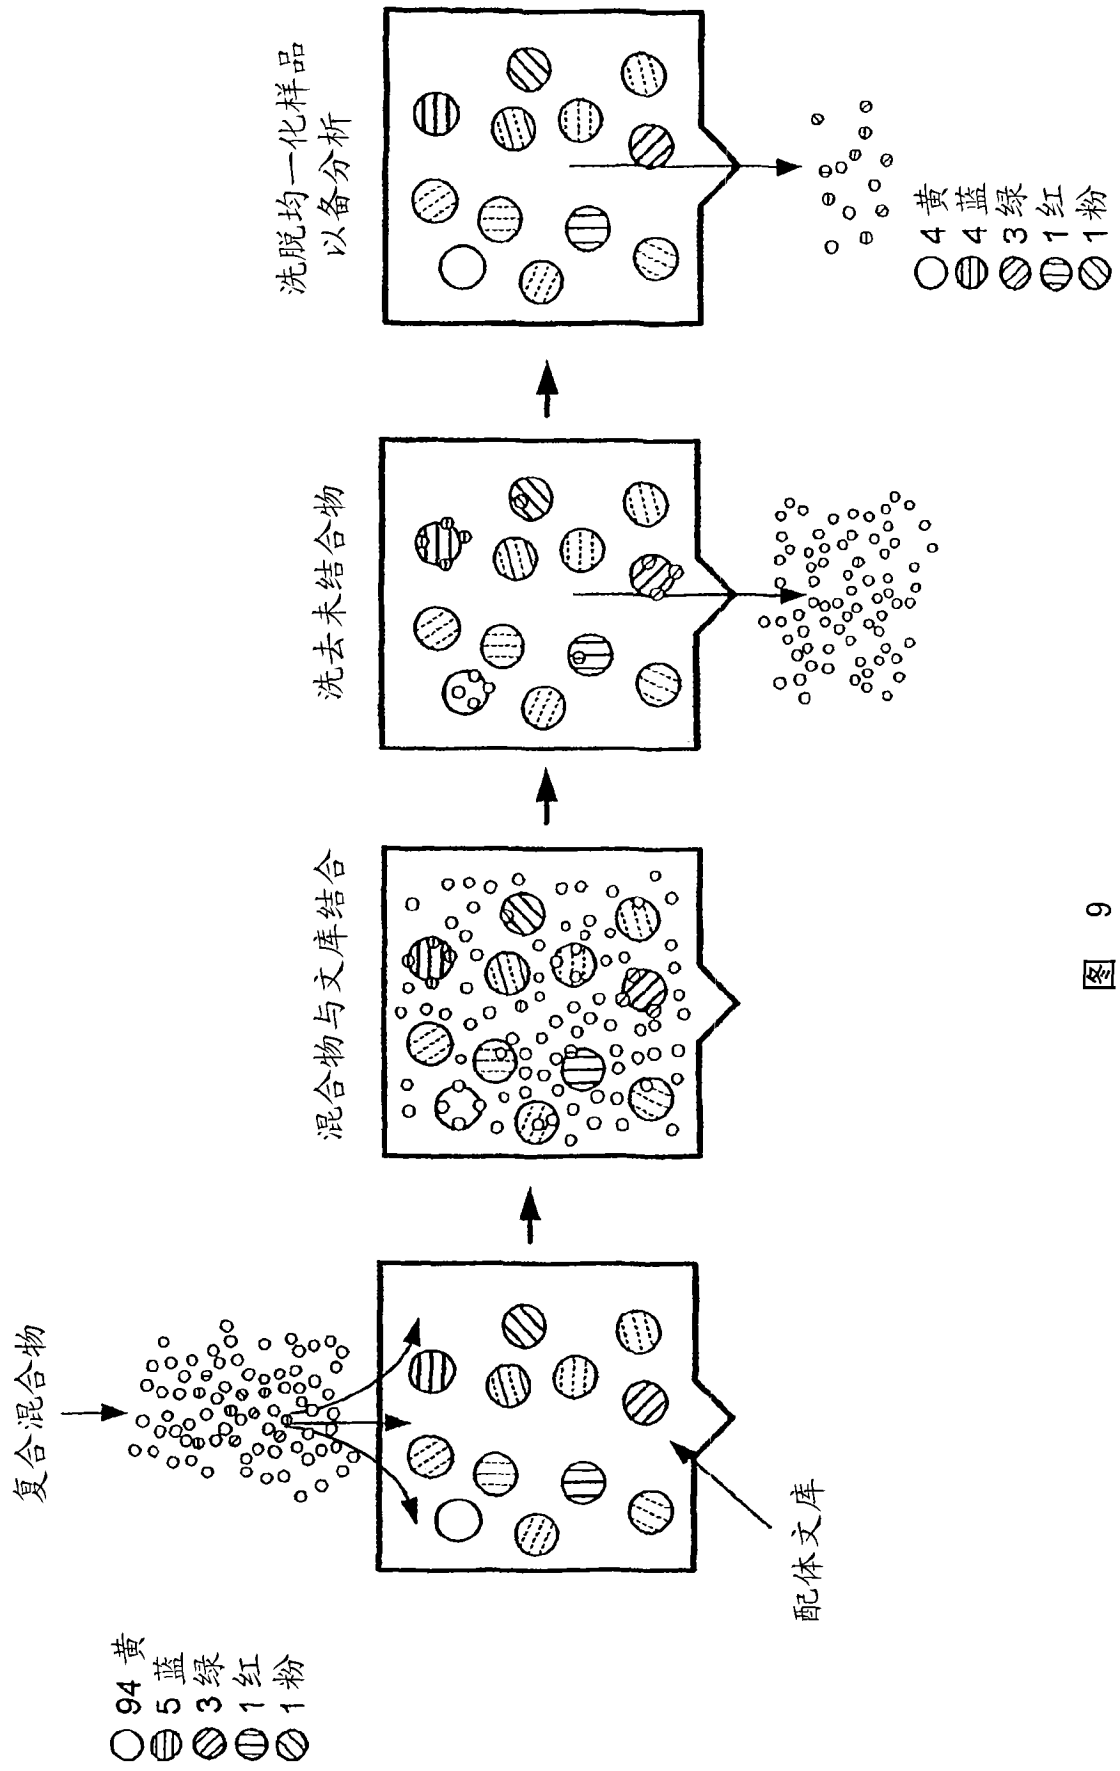 复合混合物
94 黄
5 蓝
3 绿
1 红
1 粉
配体文库
混合物与文库结合
洗去未结合物
洗脱均一化样品
以备分析
4 黄
4 蓝
3 绿
1 红
1 粉
图 9